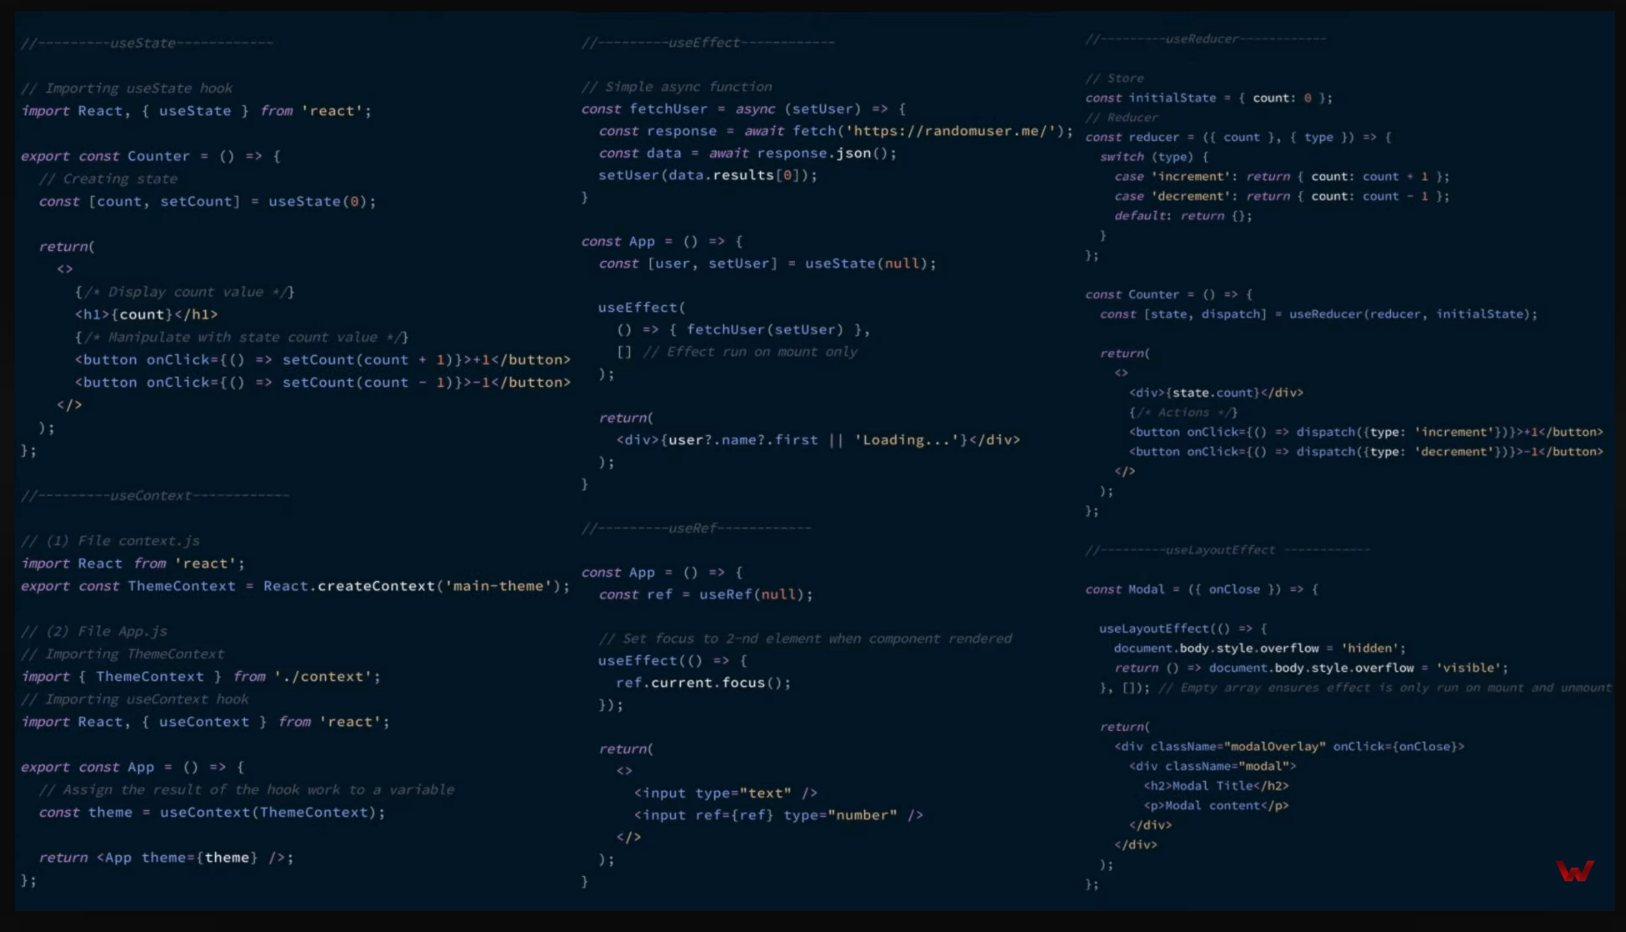 //---------useState------------
// Importing useState hook
import React, { useState } from 'react';
export const Counter = () => {
// Creating state
const [count, setCount] = useState(0);
return(
<>
{/* Display count value */}
<h1>{count}</h1>
{/* Manipulate with state count value */}
<button onClick={() => setCount(count + 1)}>+1</button>
<button onClick={() => setCount(count - 1)}>-1</button>
</>
);
};
//---------useContext------------
// (1) File context.js
import React from 'react';
export const ThemeContext = React.createContext('main-theme');
// (2) File App.js
// Importing ThemeContext
import { ThemeContext } from './context';
// Importing useContext hook
import React, { useContext } from 'react';
export const App = () => {
// Assign the result of the hook work to a variable
const theme = useContext(ThemeContext);
return <App theme={theme} />;
};
//---------useEffect------------
// Simple async function
const fetchUser = async (setUser) => {
const response = await fetch('https://randomuser.me/');
const data = await response.json();
setUser(data.results[0]);
}
const App = () => {
const [user, setUser] = useState(null);
useEffect(
() => { fetchUser(setUser) },
[] // Effect run on mount only
);
return(
<div>{user?.name?.first || 'Loading...'}</div>
);
}
//---------useRef------------
const App = () => {
const ref = useRef(null);
// Set focus to 2-nd element when component rendered
useEffect(() => {
ref.current.focus();
});
return(
<>
<input type="text" />
<input ref={ref} type="number" />
</>
);
}
//---------useReducer------------
// Store
const initialState = { count: 0 };
// Reducer
const reducer = ({ count }, { type }) => {
switch (type) {
case 'increment': return { count: count + 1 };
case 'decrement': return { count: count - 1 };
default: return {};
}
};
const Counter = () => {
const [state, dispatch] = useReducer(reducer, initialState);
return(
<>
<div>{state.count}</div>
{/* Actions */}
<button onClick={() => dispatch({type: 'increment'})}>+1</button>
<button onClick={() => dispatch({type: 'decrement'})}>-1</button>
</>
);
};
//---------useLayoutEffect ------------
const Modal = ({ onClose }) => {
useLayoutEffect(() => {
document.body.style.overflow = 'hidden';
return () => document.body.style.overflow = 'visible';
}, []); // Empty array ensures effect is only run on mount and unmount
return(
<div className="modalOverlay" onClick={onClose}>
<div className="modal">
<h2>Modal Title</h2>
<p>Modal content</p>
</div>
</div>
);
};
W